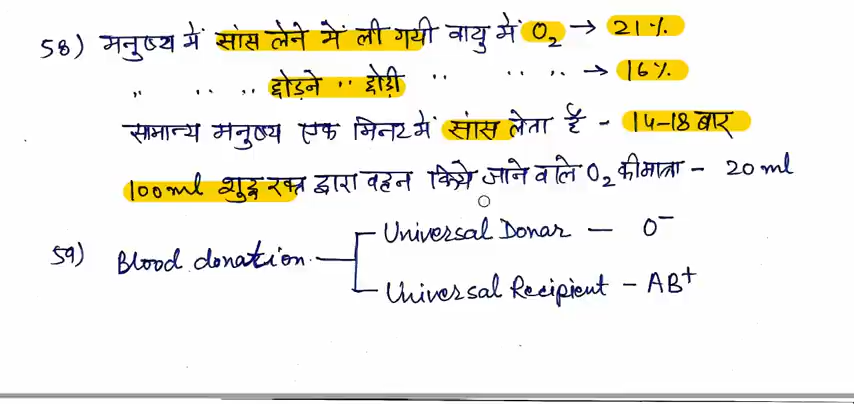 58) मनुष्य में सांस लेने में ली गयी वायु में O₂ → 21%
" " " " छोड़ने " छोड़ी " " " " → 16%
सामान्य मनुष्य एक मिनट में सांस लेता है - 14-18 बार
100ml शुद्ध रक्त द्वारा वहन किये जाने वाले O₂ की मात्रा - 20 ml
59) Blood donation
Universal Donar - O⁻
Universal Recipient - AB⁺